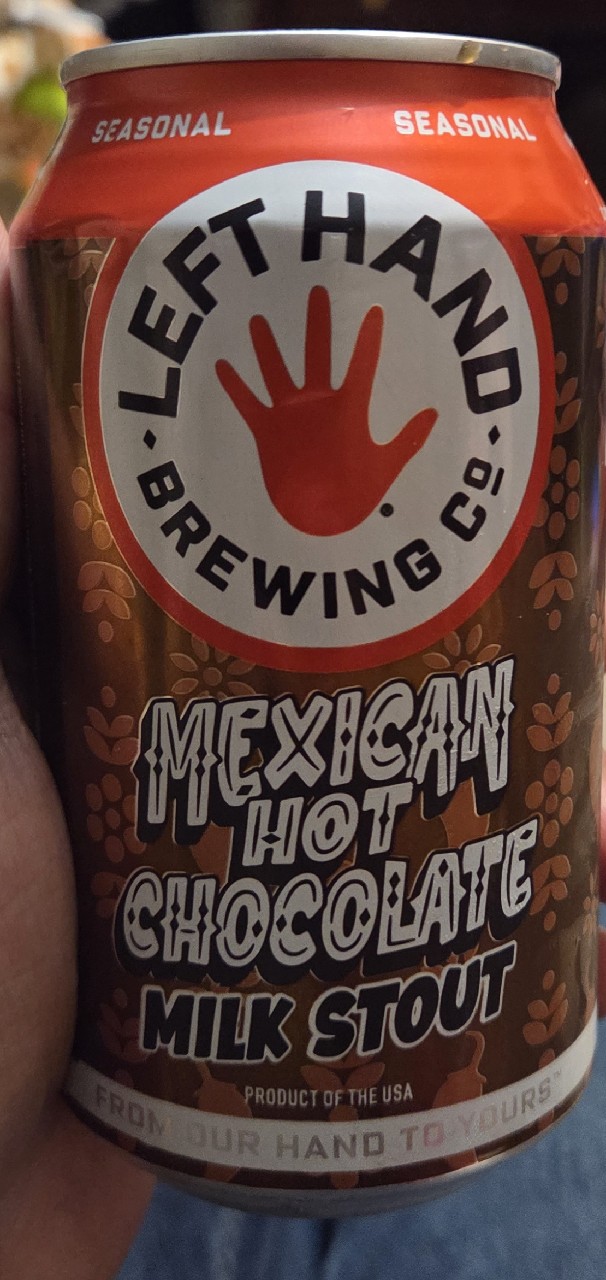 SEASONAL SEASONAL
LEFT HAND
BREWING Co
MEXICAN
HOT
CHOCOLATE
MILK STOUT
PRODUCT OF THE USA
FROM OUR HAND TO YOURS™